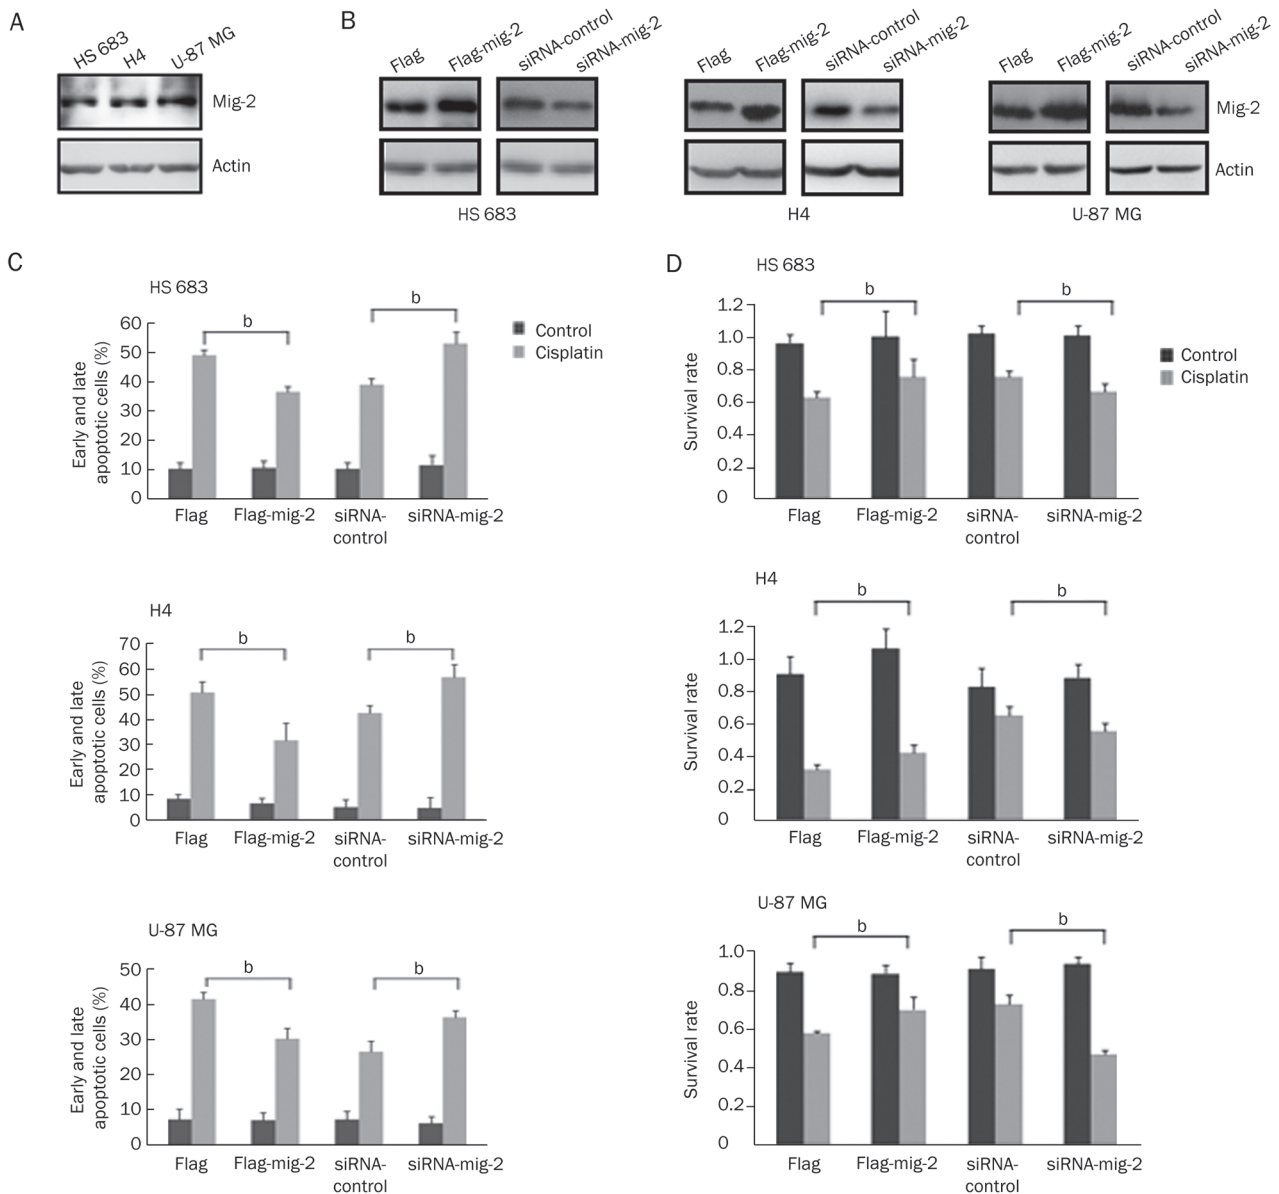 A
HS 683
H4
U-87 MG
Mig-2
Actin
B
Flag
Flag-mig-2
siRNA-control
siRNA-mig-2
HS 683
Flag
Flag-mig-2
siRNA-control
siRNA-mig-2
H4
Flag
Flag-mig-2
siRNA-control
siRNA-mig-2
Mig-2
Actin
U-87 MG
C
HS 683
Early and late
apoptotic cells (%)
60
50
40
30
20
10
0
b
b
Control
Cisplatin
Flag
Flag-mig-2
siRNA-
control
siRNA-mig-2
H4
Early and late
apoptotic cells (%)
70
60
50
40
30
20
10
0
b
b
Flag
Flag-mig-2
siRNA-
control
siRNA-mig-2
U-87 MG
Early and late
apoptotic cells (%)
50
40
30
20
10
0
b
b
Flag
Flag-mig-2
siRNA-
control
siRNA-mig-2
D
HS 683
Survival rate
1.2
1.0
0.8
0.6
0.4
0.2
0
b
b
Control
Cisplatin
Flag
Flag-mig-2
siRNA-
control
siRNA-mig-2
H4
Survival rate
1.2
1.0
0.8
0.6
0.4
0.2
0
b
b
Flag
Flag-mig-2
siRNA-
control
siRNA-mig-2
U-87 MG
Survival rate
1.0
0.8
0.6
0.4
0.2
0
b
b
Flag
Flag-mig-2
siRNA-
control
siRNA-mig-2